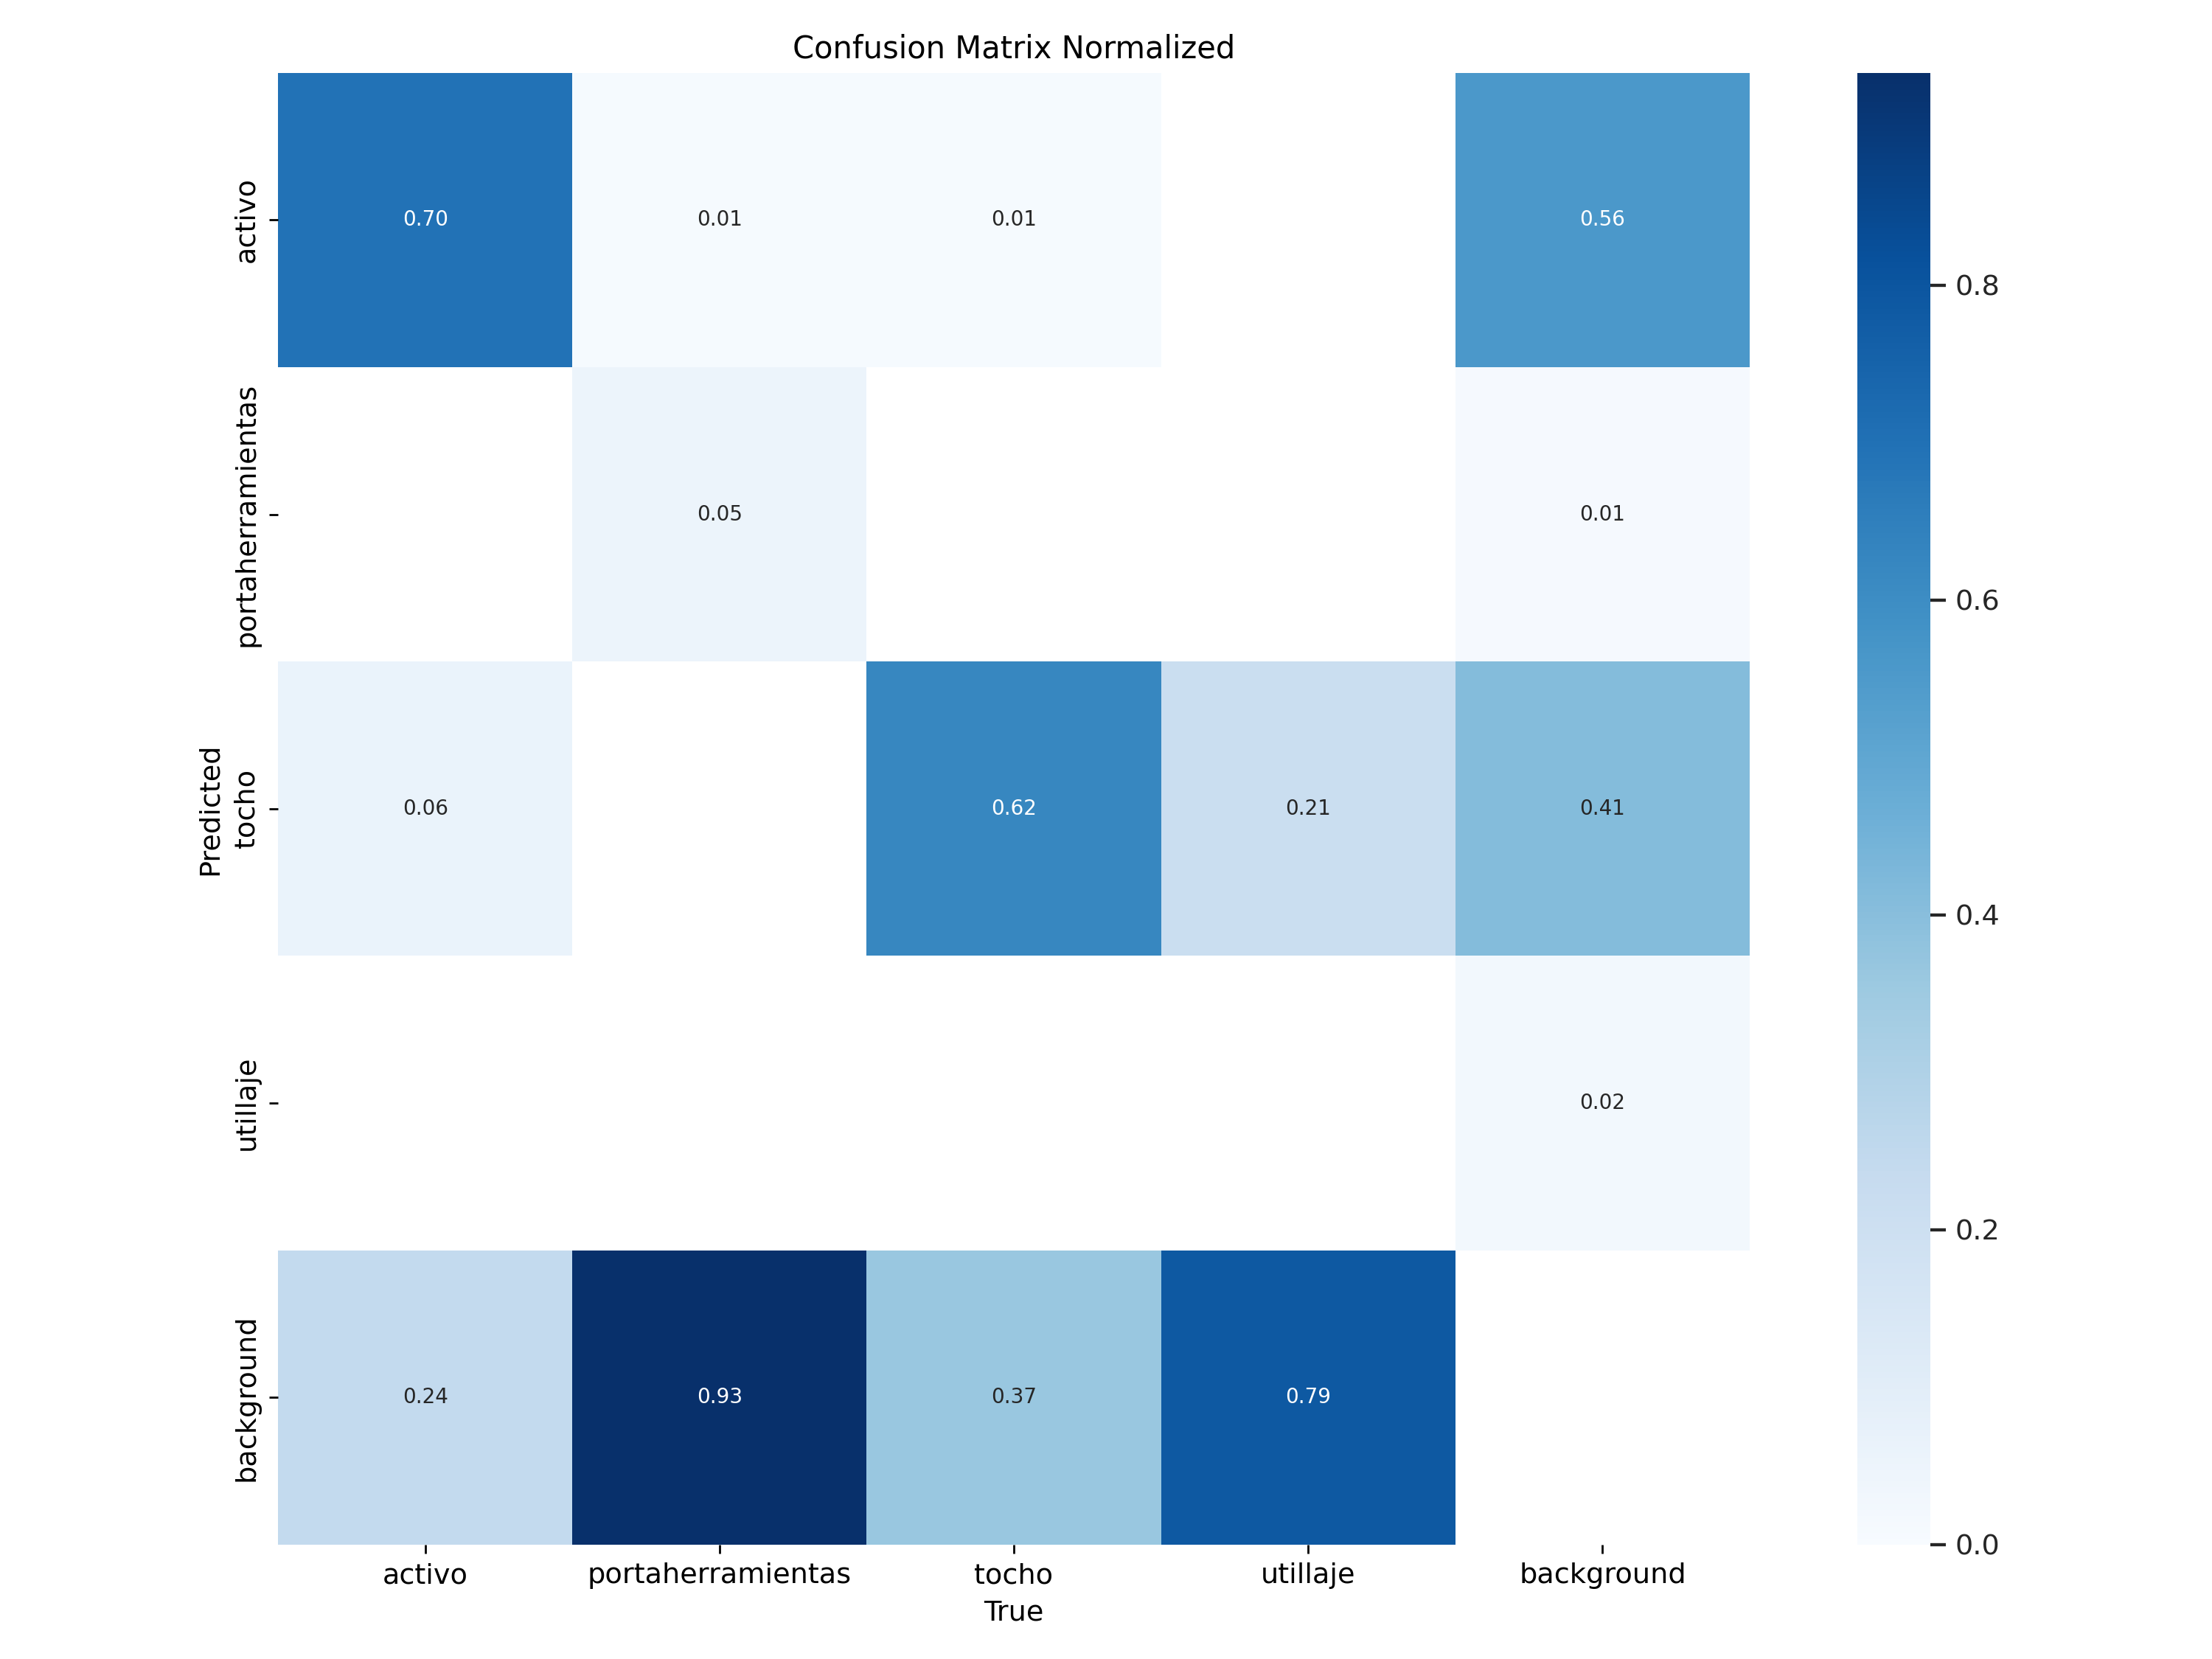 Confusion Matrix Normalized
activo
0.70
0.01
0.01
0.56
portaherramientas
0.05
0.01
Predicted
tocho
0.06
0.62
0.21
0.41
utillaje
0.02
background
0.24
0.93
0.37
0.79
activo
portaherramientas
tocho
utillaje
background
True
0.8
0.6
0.4
0.2
0.0